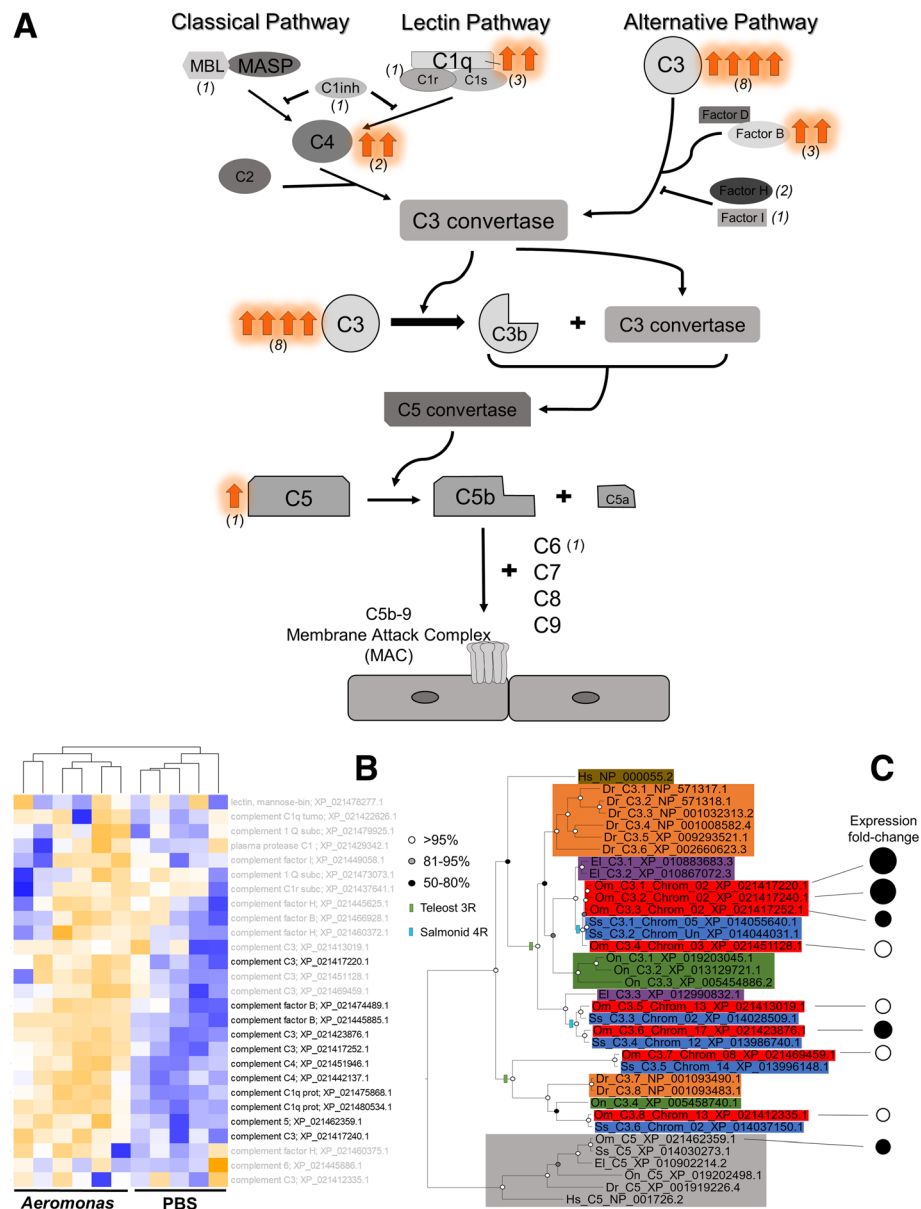 A
Classical Pathway
Lectin Pathway
Alternative Pathway
MBL
MASP
(1)
C1inh
(1)
C1q
(1)
C1r
C1s
(3)
C3
(8)
Factor D
Factor B
(3)
C4
(2)
C2
Factor H
(2)
Factor I
(1)
C3 convertase
C3
(8)
C3b
+
C3 convertase
C5 convertase
C5
(1)
C5b
+
C5a
+
C6 (1)
C7
C8
C9
C5b-9
Membrane Attack Complex
(MAC)
lectin, mannose-bin; XP_021478277.1
complement C1q tumo; XP_021422626.1
complement 1 Q subc; XP_021479925.1
plasma protease C1 ; XP_021429342.1
complement factor I; XP_021449058.1
complement 1 Q subc; XP_021473073.1
complement C1r subc; XP_021437641.1
complement factor H; XP_021445625.1
complement factor B; XP_021466928.1
complement factor H; XP_021460372.1
complement C3; XP_021413019.1
complement C3; XP_021417220.1
complement C3; XP_021451128.1
complement C3; XP_021469459.1
complement factor B; XP_021474489.1
complement factor B; XP_021445885.1
complement C3; XP_021423876.1
complement C3; XP_021417252.1
complement C4; XP_021451946.1
complement C4; XP_021442137.1
complement C1q prot; XP_021475868.1
complement C1q prot; XP_021480534.1
complement 5; XP_021462359.1
complement C3; XP_021417240.1
complement factor H; XP_021460375.1
complement 6; XP_021445886.1
complement C3; XP_021412335.1
Aeromonas
PBS
B
>95%
81-95%
50-80%
Teleost 3R
Salmonid 4R
Hs_NP_000055.2
Dr_C3.1_NP_571317.1
Dr_C3.2_NP_571318.1
Dr_C3.3_NP_001032313.2
Dr_C3.4_NP_001008582.4
Dr_C3.5_XP_009293521.1
Dr_C3.6_XP_0026660623.3
El_C3.1_XP_010883683.3
El_C3.2_XP_010867072.3
Om_C3.1_Chrom_02_XP_021417220.1
Om_C3.2_Chrom_02_XP_021417240.1
Om_C3.3_Chrom_02_XP_021417252.1
Ss_C3.1_Chrom_05_XP_014055640.1
Ss_C3.2_Chrom_Un_XP_014044031.1
Om_C3.4_Chrom_03_XP_021451128.1
On_C3.1_XP_019203045.1
On_C3.2_XP_013129721.1
On_C3.3_XP_005454886.2
El_C3.3_XP_012990832.1
Om_C3.5_Chrom_13_XP_021413019.1
Ss_C3.3_Chrom_02_XP_014028509.1
Om_C3.6_Chrom_17_XP_021423876.1
Ss_C3.4_Chrom_12_XP_013986740.1
Om_C3.7_Chrom_08_XP_021469459.1
Ss_C3.5_Chrom_14_XP_013996148.1
Dr_C3.7_NP_001093490.1
Dr_C3.8_NP_001093483.1
On_C3.4_XP_005458740.1
Om_C3.8_Chrom_13_XP_021412335.1
Ss_C3.6_Chrom_02_XP_014037150.1
Om_C5_XP_021462359.1
Ss_C5_XP_014030273.1
El_C5_XP_010902214.2
On_C5_XP_019202498.1
Dr_C5_XP_001919226.4
Hs_C5_NP_001726.2
C
Expression
fold-change